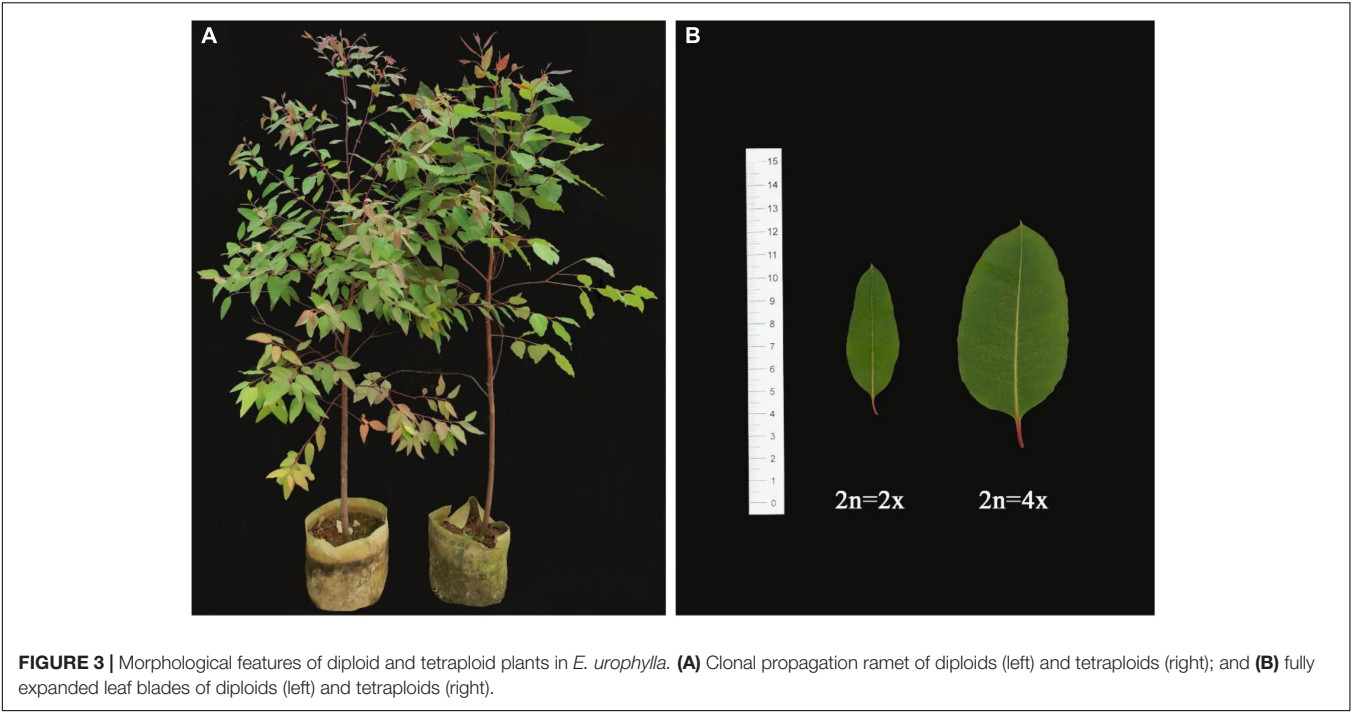 A
B
15
14
13
12
11
10
9
8
7
6
5
4
3
2
1
0
2n=2x
2n=4x
FIGURE 3 | Morphological features of diploid and tetraploid plants in E. urophylla. (A) Clonal propagation ramet of diploids (left) and tetraploids (right); and (B) fully
expanded leaf blades of diploids (left) and tetraploids (right).